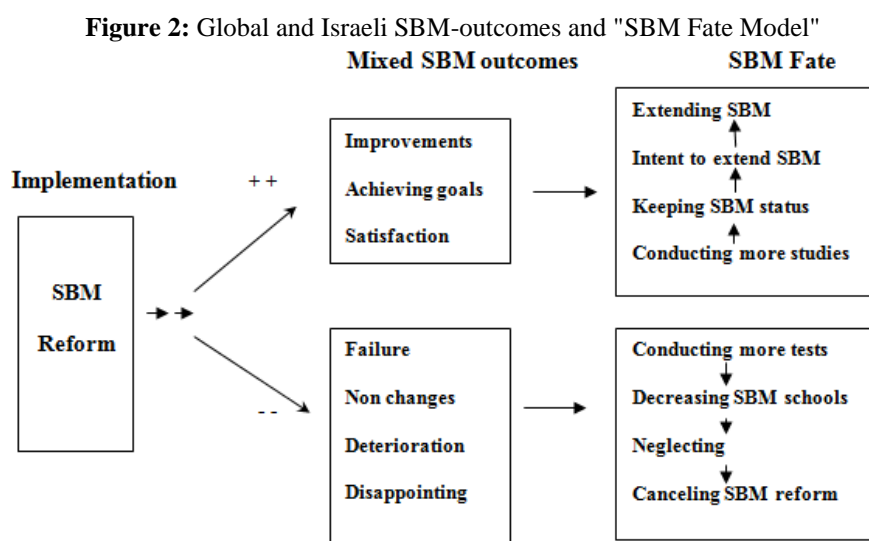 Figure 2: Global and Israeli SBM-outcomes and "SBM Fate Model"
Mixed SBM outcomes
SBM Fate
Implementation
SBM
Reform
+ +
- -
Improvements
Achieving goals
Satisfaction
Extending SBM
Intent to extend SBM
Keeping SBM status
Conducting more studies
Failure
Non changes
Deterioration
Disappointing
Conducting more tests
Decreasing SBM schools
Neglecting
Canceling SBM reform